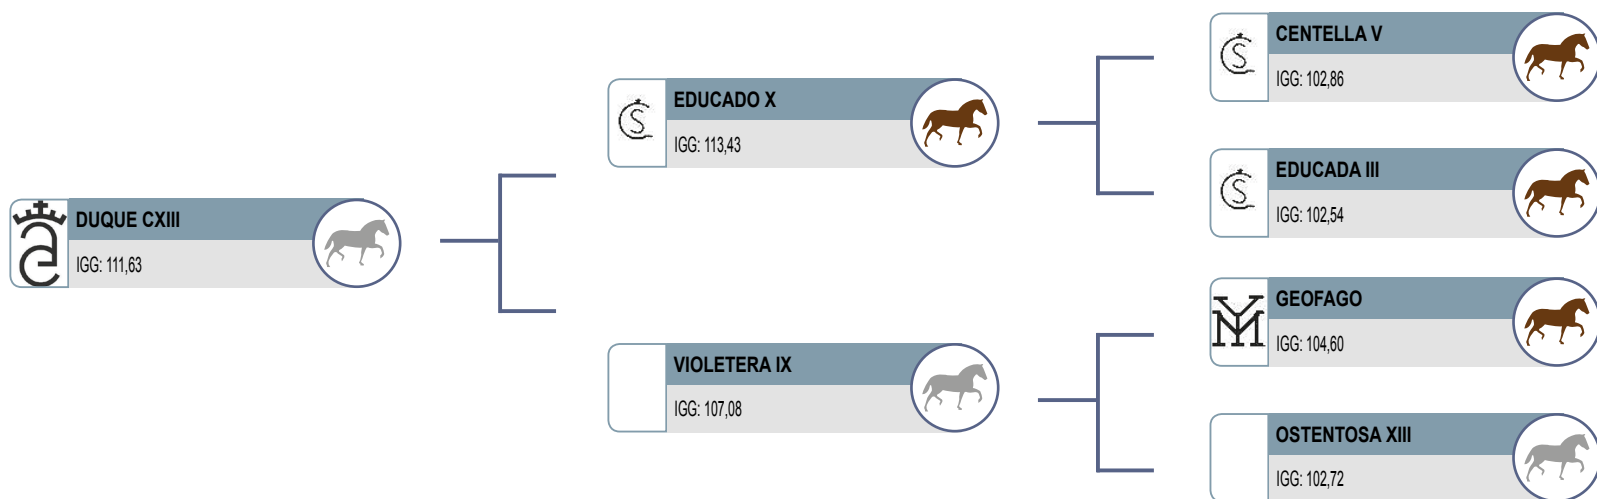 DUQUE CXIII
IGG: 111,63
EDUCADO X
IGG: 113,43
VIOLETERA IX
IGG: 107,08
CENTELLA V
IGG: 102,86
EDUCADA III
IGG: 102,54
GEOFAGO
IGG: 104,60
OSTENTOSA XIII
IGG: 102,72